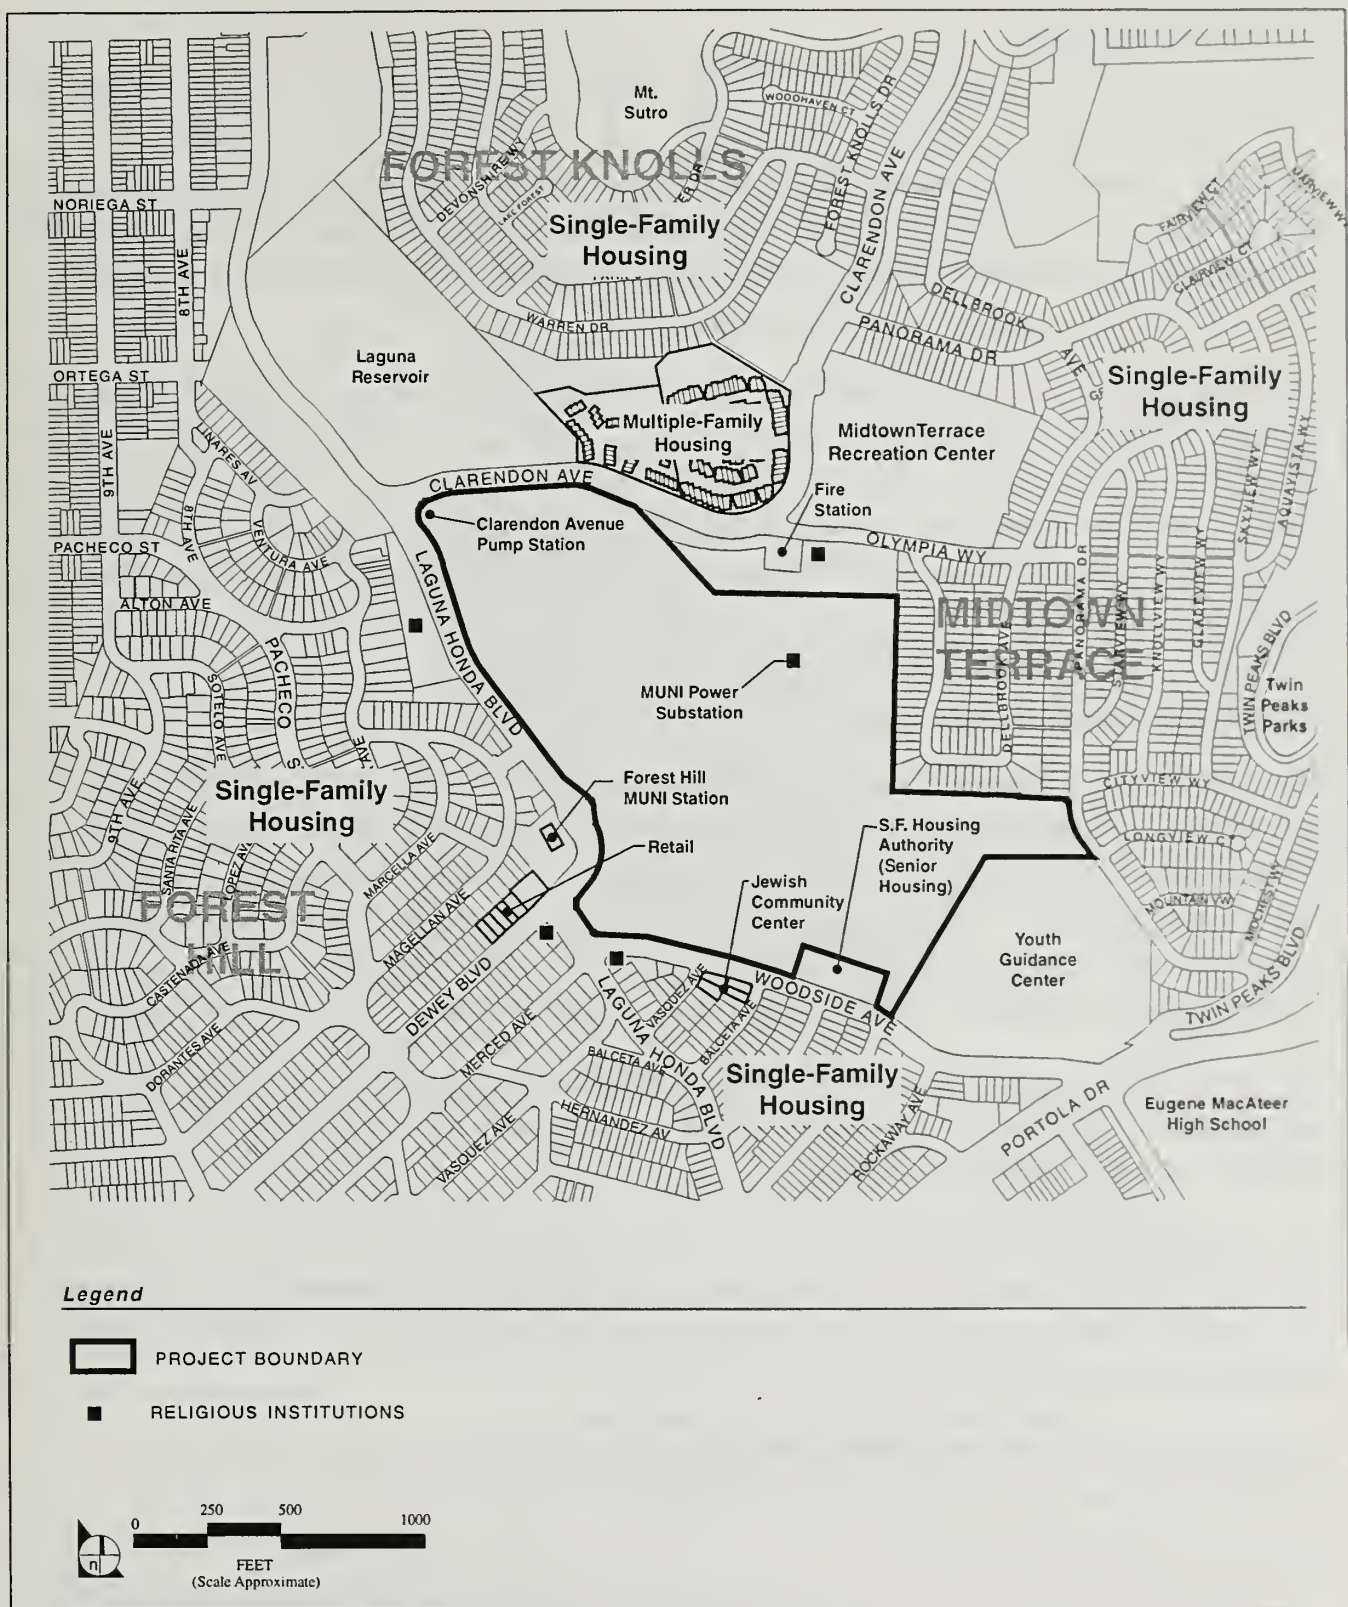 Mt.
Sutro
WOODHAVEN CT
FOREST KNOLLS DR
CLARENDON AVE
FOREST KNOLLS
DEVONSHIRE WY
LAKE FOREST
Single-Family
Housing
WARREN DR
NORIEGA ST
8TH AVE
ORTEGA ST
9TH AVE
FAIRVIEW CT
CLAIRVIEW CT
DELLBROOK
AVE
PANORAMA DR
Laguna
Reservoir
Single-Family
Housing
Multiple-Family
Housing
Midtown Terrace
Recreation Center
LINARES AV
8TH AVE
VENTURA AVE
CLARENDON AVE
Clarendon Avenue
Pump Station
Fire
Station
OLYMPIA WY
SKYVIEW WY
AQUAVISTA WY
PACHECO ST
ALTON AVE
LAGUNA HONDA BLVD
MIDTOWN
TERRACE
PANORAMA DR
STARVIEW WY
KNOLLVIEW WY
GLADEVIEW WY
DELLBROOK AVE
TWIN PEAKS BLVD
Twin
Peaks
Parks
PACHECO
SOTELO AVE
MUNI Power
Substation
Forest Hill
MUNI Station
Retail
Single-Family
Housing
9TH AVE
SANTA RITA AVE
LOPEZ AVE
MARCELLA AVE
MAGELLAN AVE
FOREST
HILL
CASTENADA AVE
DORANTES AVE
DEWEY BLVD
MERCED AVE
VASQUEZ AVE
S.F. Housing
Authority
(Senior
Housing)
Jewish
Community
Center
CITYVIEW WY
LONGVIEW CT
MOUNTAIN VW
MIDCREST WY
TWIN PEAKS BLVD
Youth
Guidance
Center
WOODSIDE AVE
VASQUEZ AVE
BALCETA AVE
LAGUNA HONDA BLVD
BALCETA AVE
HERNANDEZ AV
Single-Family
Housing
ROCKAWAY AVE
PORTOLA DR
Eugene MacAteer
High School
Legend
PROJECT BOUNDARY
RELIGIOUS INSTITUTIONS
n
0 250 500 1000
FEET
(Scale Approximate)